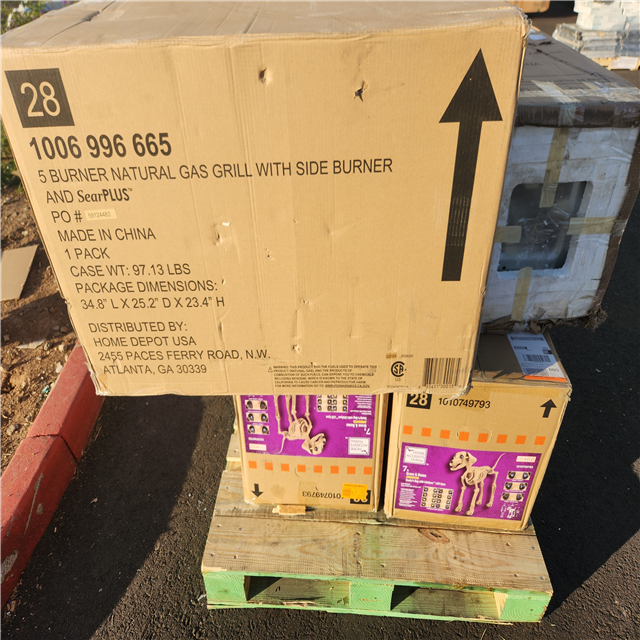 28
1006 996 665
5 BURNER NATURAL GAS GRILL WITH SIDE BURNER
AND SearPLUS™
PO #
MADE IN CHINA
1 PACK
CASE WT: 97.13 LBS
PACKAGE DIMENSIONS:
34.8" L X 25.2" D X 23.4" H
DISTRIBUTED BY:
HOME DEPOT USA
2455 PACES FERRY ROAD, N.W.
ATLANTA, GA 30339
28
1010749793
1010749793